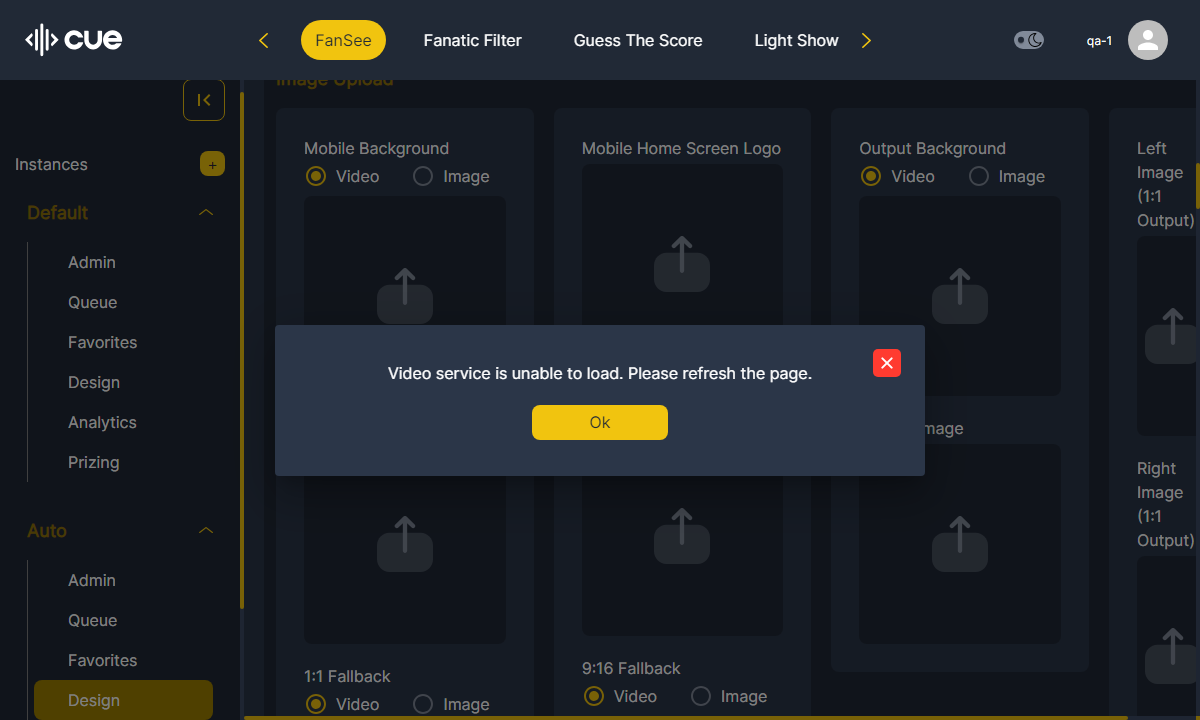 cue
FanSee
Fanatic Filter
Guess The Score
Light Show
qa-1
Image Upload
Instances
+
Default
Admin
Queue
Favorites
Design
Analytics
Prizing
Auto
Admin
Queue
Favorites
Design
Mobile Background
Video
Image
Mobile Home Screen Logo
Output Background
Video
Image
Left
Image
(1:1
Output)
Video service is unable to load. Please refresh the page.
Ok
Right
Image
(1:1
Output)
1:1 Fallback
Video
Image
9:16 Fallback
Video
Image